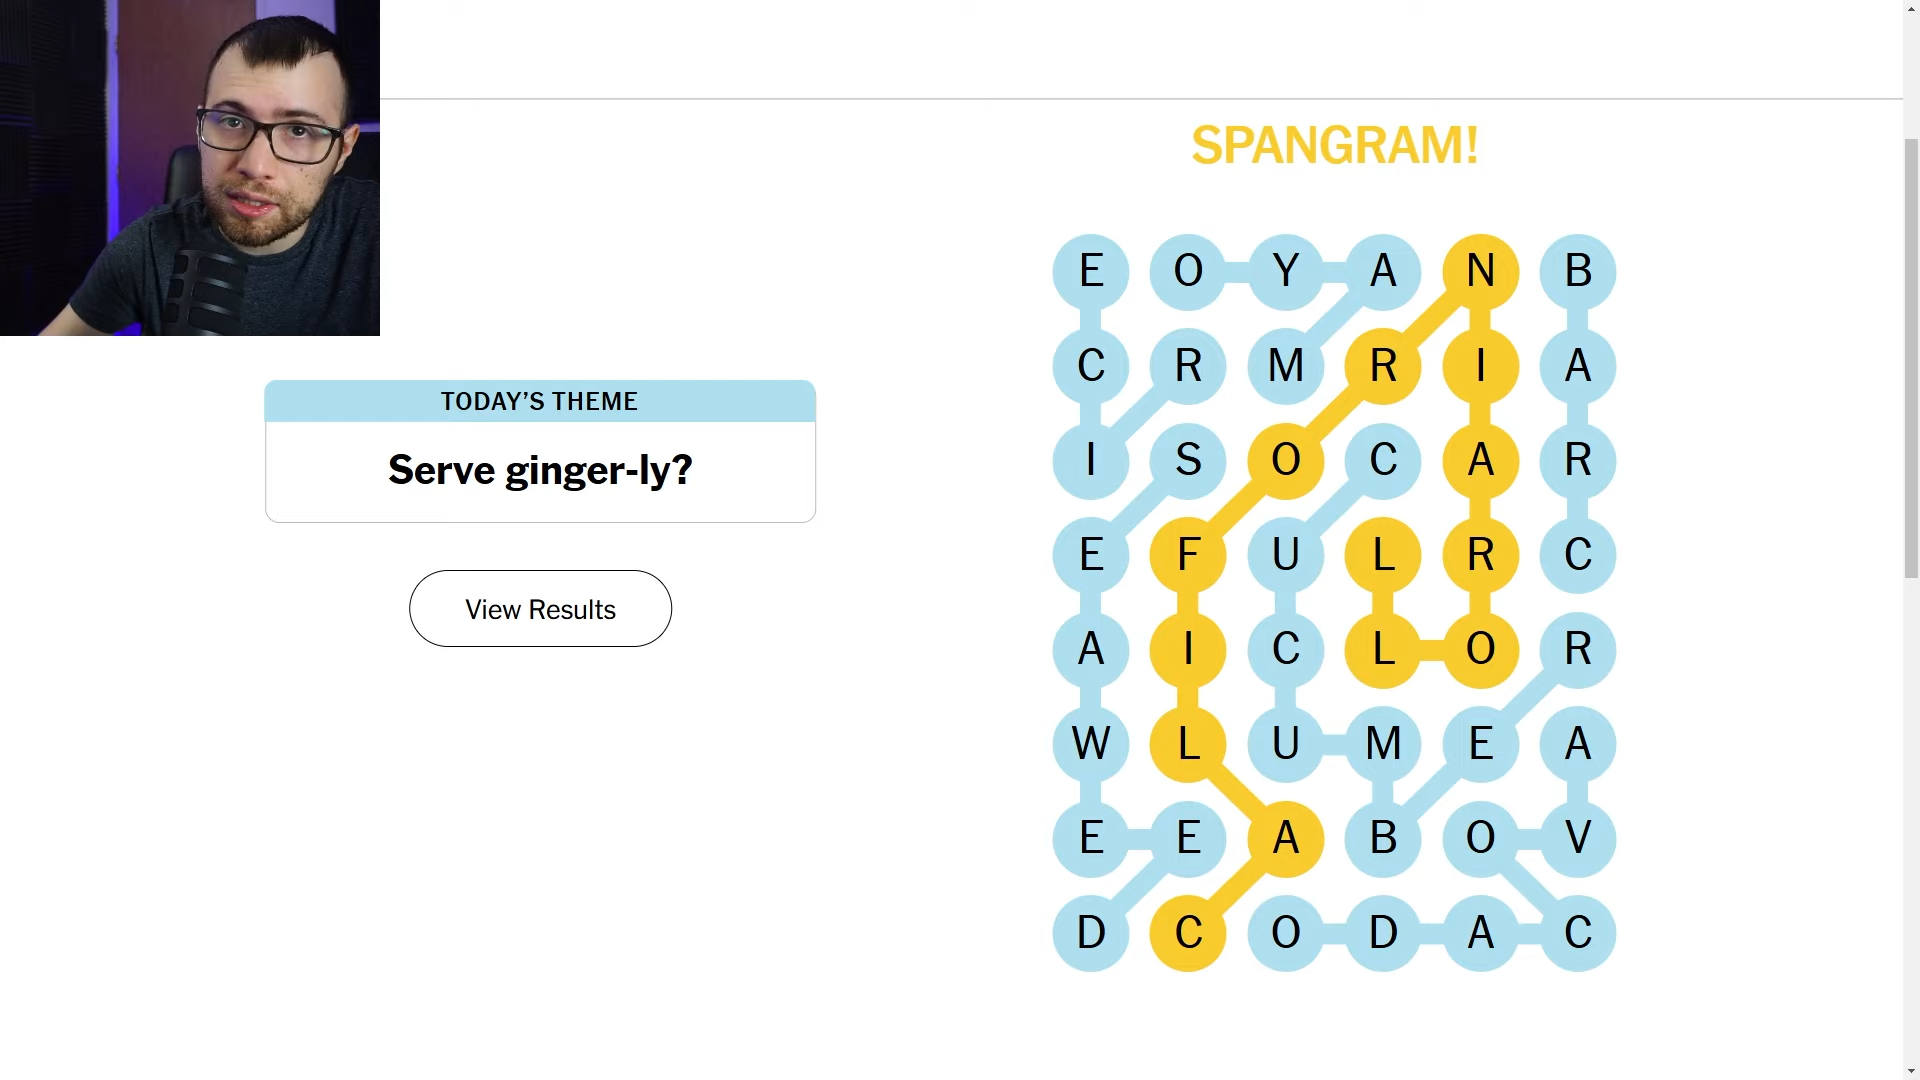 SPANGRAM!
TODAY'S THEME
Serve ginger-ly?
View Results
E O Y A N B
C R M R I A
I S O C A R
E F U L R C
A I C L O R
W L U M E A
E E A B O V
D C O D A C